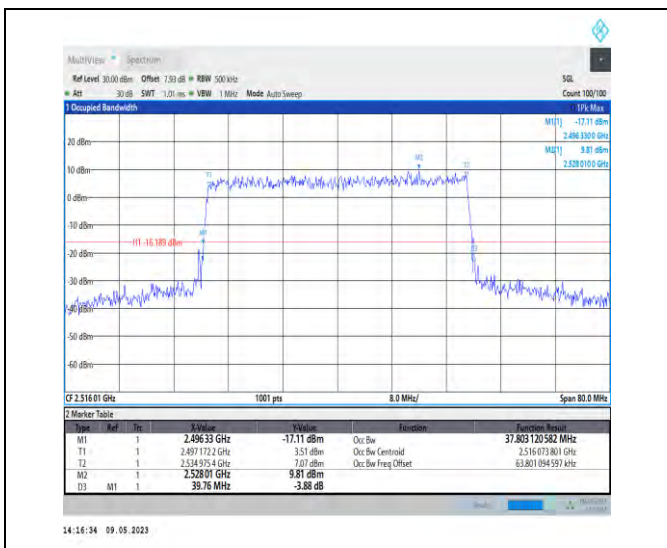 MultiView Spectrum
Ref Level 30.00 dBm Offset 7.93 dB RBW 500 kHz SGL
Att 30 dB SWT 1.01 ms VBW 1 MHz Mode Auto Sweep Count 100/100
1 Occupied Bandwidth 1Pk Max
M1[1] -17.11 dBm
2.496 3300 GHz
M2[1] 9.81 dBm
2.528 0100 GHz
20 dBm
M2
T1 T2
10 dBm
0 dBm
-10 dBm
M1
H1 -16.189 dBm
-20 dBm
-30 dBm
-40 dBm
-50 dBm
-60 dBm
CF 2.516 01 GHz 1001 pts 8.0 MHz/ Span 80.0 MHz
2 Marker Table
Type Ref Trc X-Value Y-Value Function Function Result
M1 1 2.496 33 GHz -17.11 dBm Occ Bw 37.803 120 582 MHz
T1 1 2.497 172 2 GHz 3.51 dBm Occ Bw Centroid 2.516 073 801 GHz
T2 1 2.534 975 4 GHz 7.07 dBm Occ Bw Freq Offset 63.801 094 597 kHz
M2 1 2.528 01 GHz 9.81 dBm
D3 M1 1 39.76 MHz -3.88 dB
14:16:34 09.05.2023